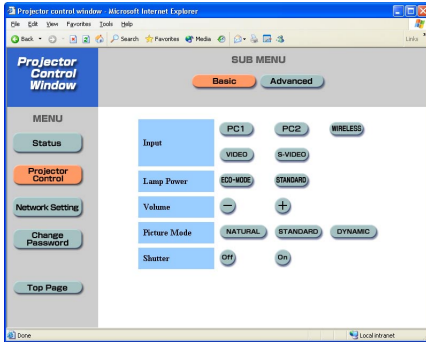 Projector control window - Microsoft Internet Explorer
File Edit View Favorites Tools Help
Back Search Favorites Media Links
Projector
Control
Window
SUB MENU
Basic Advanced
MENU
Status
Projector
Control
Network Setting
Change
Password
Top Page
Input PC1 PC2 WIRELESS
VIDEO S-VIDEO
Lamp Power ECO-MODE STANDARD
Volume − +
Picture Mode NATURAL STANDARD DYNAMIC
Shutter Off On
Done Local intranet